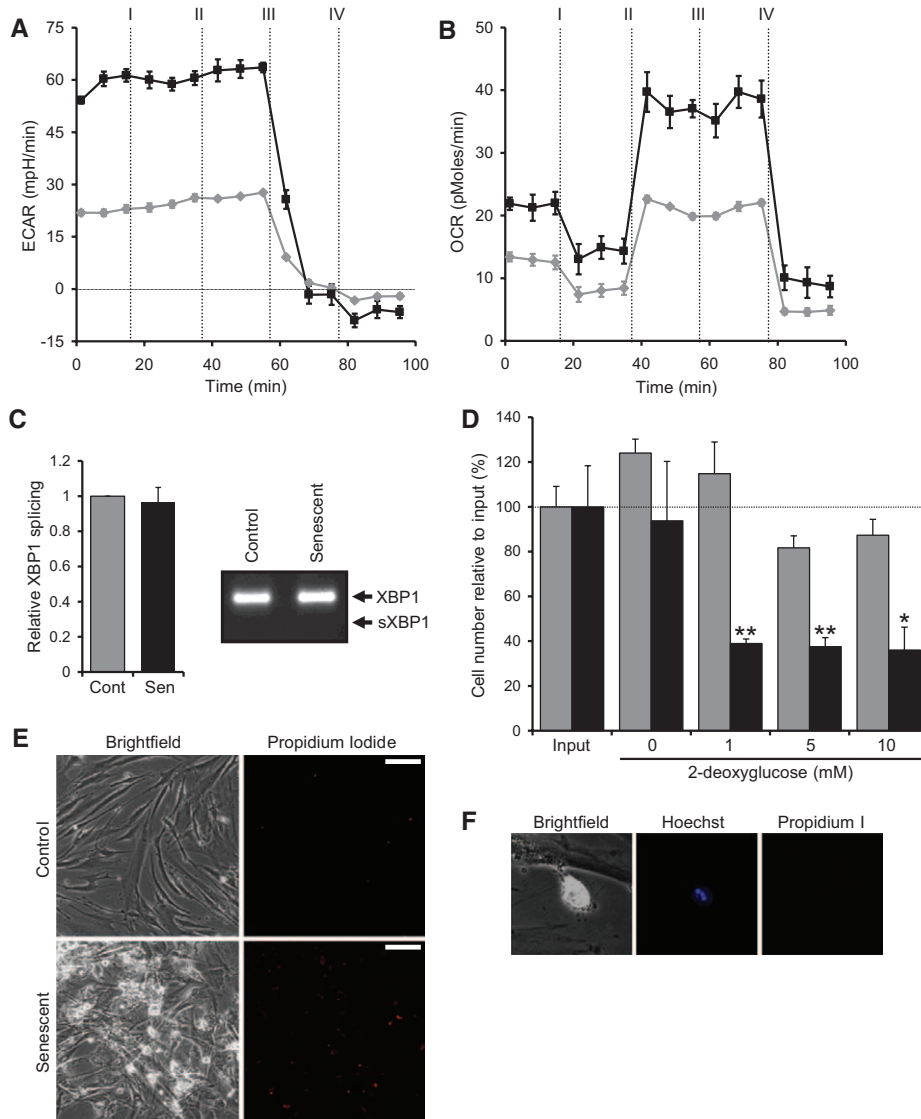 A
I II III IV
75
60
45
30
15
0
-15
ECAR (mpH/min)
0 20 40 60 80 100
Time (min)
B
I II III IV
50
40
30
20
10
0
OCR (pMoles/min)
0 20 40 60 80 100
Time (min)
C
1.2
1
0.8
0.6
0.4
0.2
0
Relative XBP1 splicing
Cont Sen
Control Senescent
XBP1
sXBP1
D
140
120
100
80
60
40
20
0
Cell number relative to input (%)
** ** *
Input 0 1 5 10
2-deoxyglucose (mM)
E
Brightfield Propidium Iodide
Control
Senescent
F
Brightfield Hoechst Propidium I